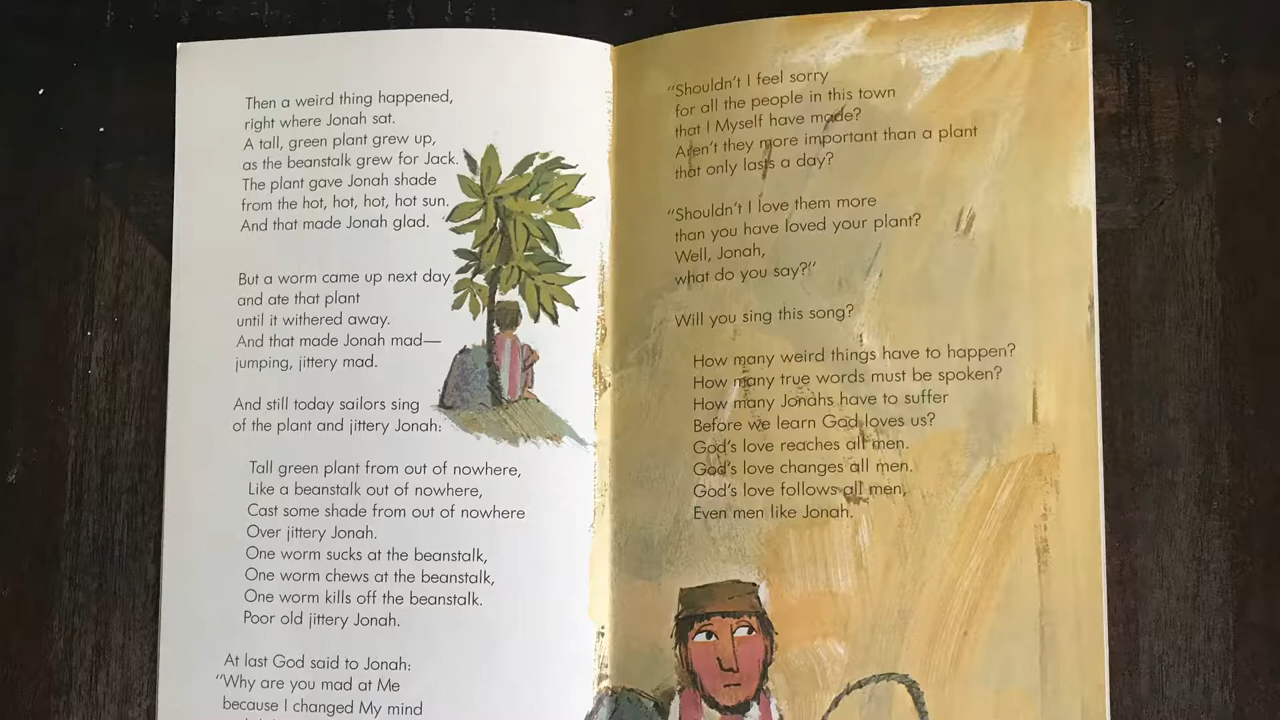 Then a weird thing happened,
right where Jonah sat.
A tall, green plant grew up,
as the beanstalk grew for Jack.
The plant gave Jonah shade
from the hot, hot, hot, hot sun.
And that made Jonah glad.
But a worm came up next day
and ate that plant
until it withered away.
And that made Jonah mad—
jumping, jittery mad.
And still today sailors sing
of the plant and jittery Jonah:
Tall green plant from out of nowhere,
Like a beanstalk out of nowhere,
Cast some shade from out of nowhere
Over jittery Jonah.
One worm sucks at the beanstalk,
One worm chews at the beanstalk,
One worm kills off the beanstalk.
Poor old jittery Jonah.
At last God said to Jonah:
“Why are you mad at Me
because I changed My mind
“Shouldn't I feel sorry
for all the people in this town
that I Myself have made?
Aren't they more important than a plant
that only lasts a day?
“Shouldn't I love them more
than you have loved your plant?
Well, Jonah,
what do you say?”
Will you sing this song?
How many weird things have to happen?
How many true words must be spoken?
How many Jonahs have to suffer
Before we learn God loves us?
God's love reaches all men.
God's love changes all men.
God's love follows all men,
Even men like Jonah.